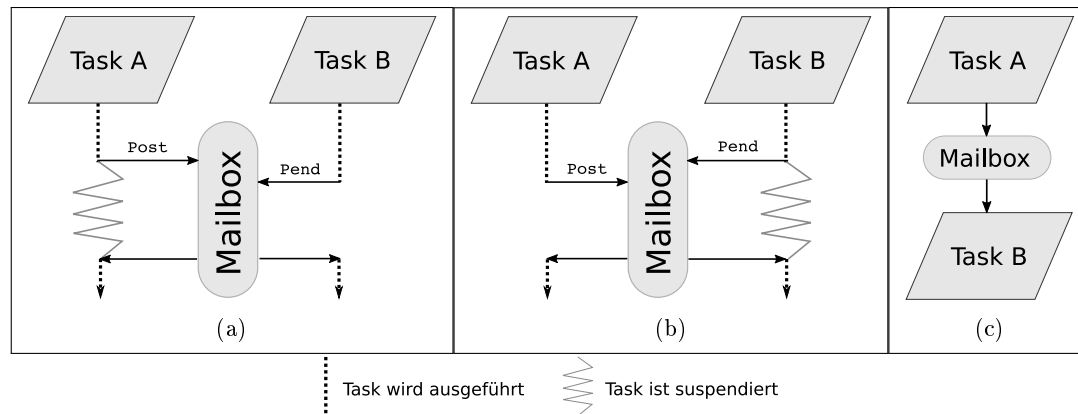 Task A
Task B
Post
Pend
Mailbox
(a)
Task A
Task B
Post
Pend
Mailbox
(b)
Task A
Mailbox
Task B
(c)
Task wird ausgeführt
Task ist suspendiert